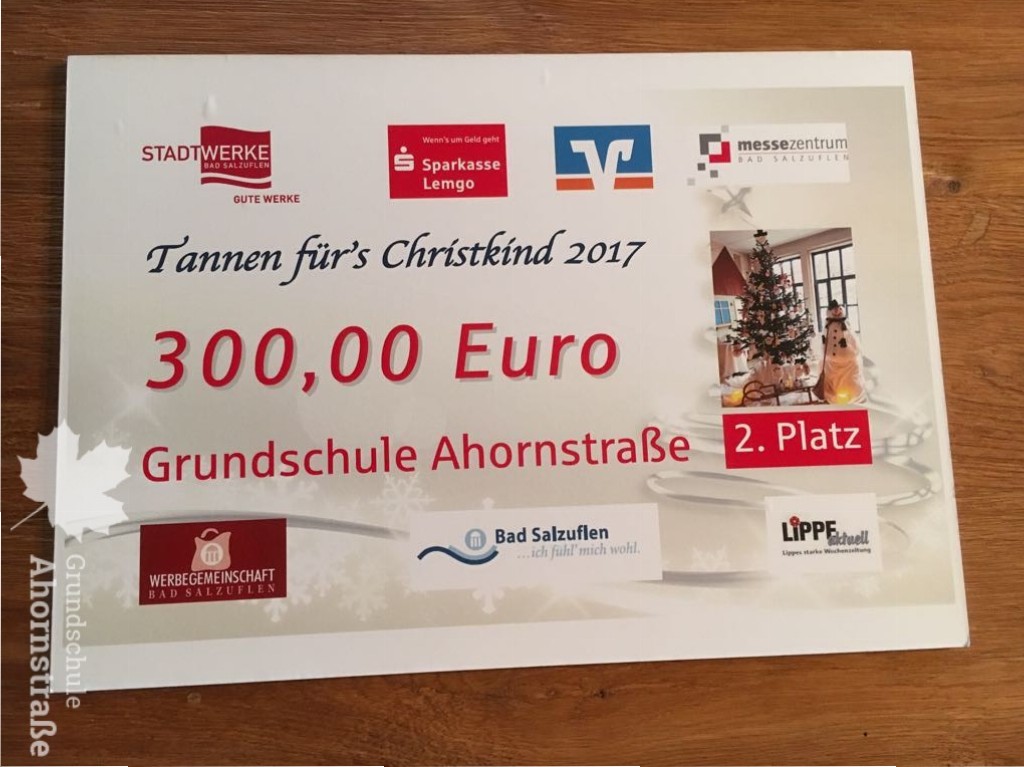 STADTWERKE
BAD SALZUFLEN
GUTE WERKE
Wenn's um Geld geht
Sparkasse
Lemgo
messezentrum
BAD SALZUFLEN
Tannen für's Christkind 2017
300,00 Euro
Grundschule Ahornstraße
2. Platz
WERBEGEMEINSCHAFT
BAD SALZUFLEN
Bad Salzuflen
...ich fühl' mich wohl.
LIPPE
aktuell
Lippes starke Wochenzeitung
Grundschule
Ahornstraße